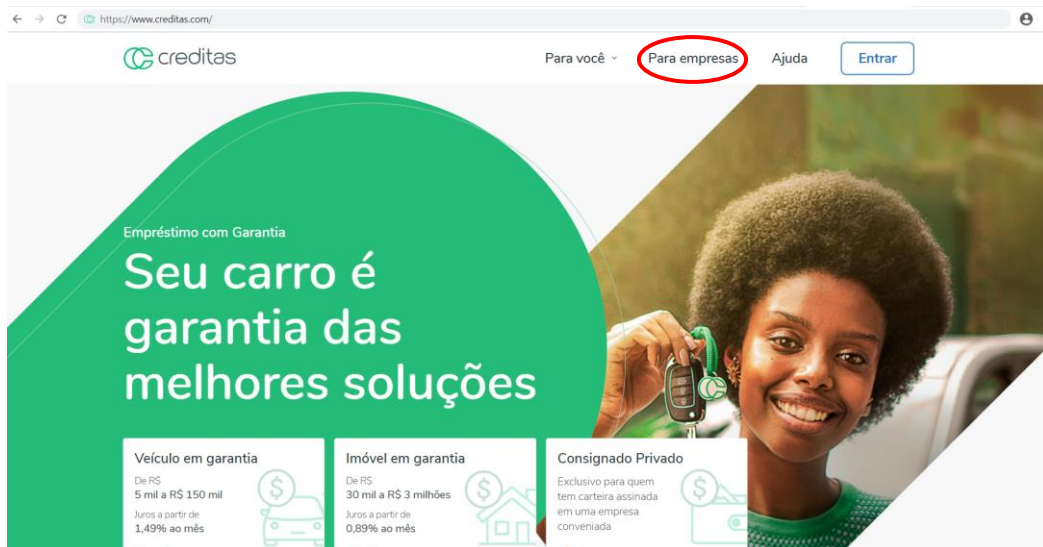 https://www.creditas.com/
creditas
Para você
Para empresas
Ajuda
Entrar
Empréstimo com Garantia
Seu carro é
garantia das
melhores soluções
Veículo em garantia
De R$
5 mil a R$ 150 mil
Juros a partir de
1,49% ao mês
Imóvel em garantia
De R$
30 mil a R$ 3 milhões
Juros a partir de
0,89% ao mês
Consignado Privado
Exclusivo para quem
tem carteira assinada
em uma empresa
conveniada